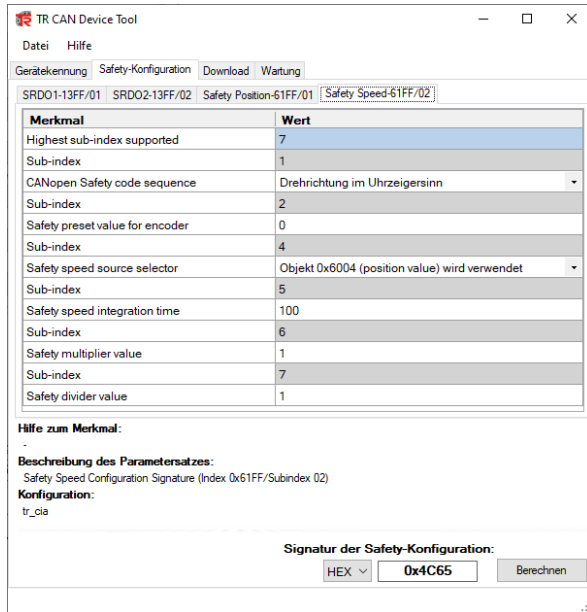 TR CAN Device Tool
Datei Hilfe
Gerätekennung Safety-Konfiguration Download Wartung
SRDO1-13FF/01 SRDO2-13FF/02 Safety Position-61FF/01 Safety Speed-61FF/02
Merkmal Wert
Highest sub-index supported 7
Sub-index 1
CANopen Safety code sequence Drehrichtung im Uhrzeigersinn
Sub-index 2
Safety preset value for encoder 0
Sub-index 4
Safety speed source selector Objekt 0x6004 (position value) wird verwendet
Sub-index 5
Safety speed integration time 100
Sub-index 6
Safety multiplier value 1
Sub-index 7
Safety divider value 1
Hilfe zum Merkmal:
-
Beschreibung des Parametersatzes:
Safety Speed Configuration Signature (Index 0x61FF/Subindex 02)
Konfiguration:
tr_cia
Signatur der Safety-Konfiguration:
HEX 0x4C65 Berechnen